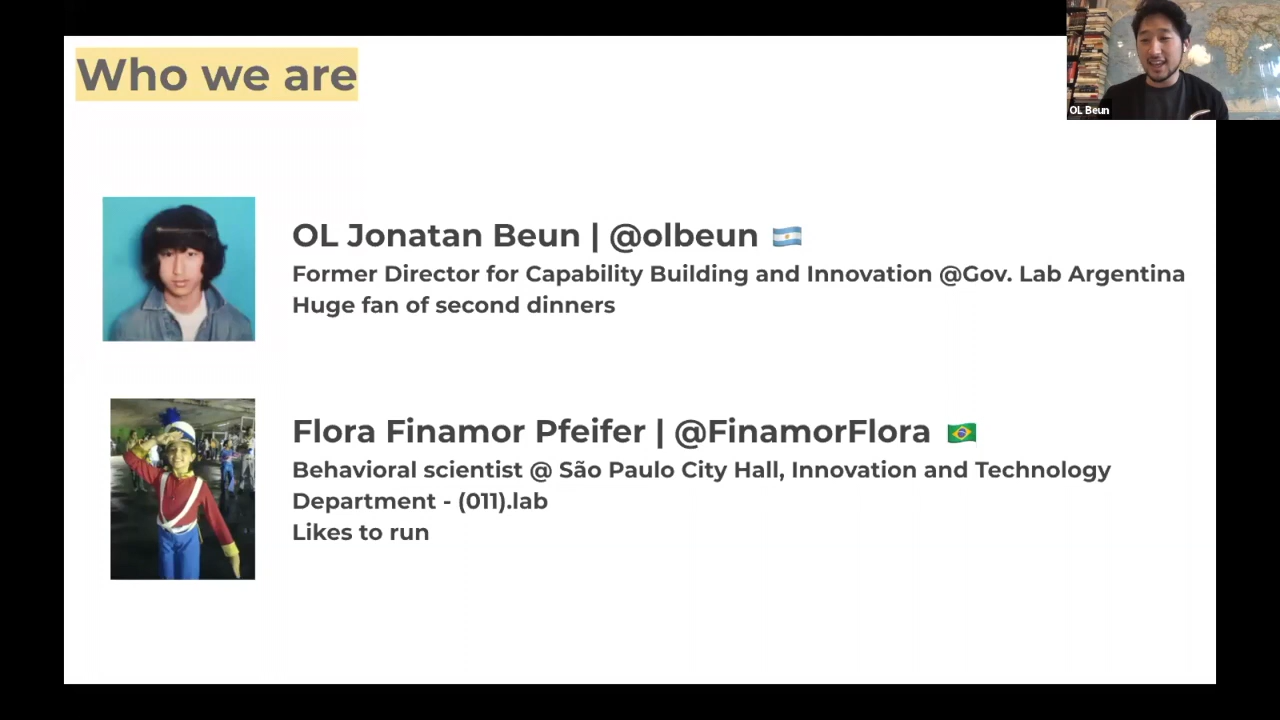 Who we are
OL Beun
OL Jonatan Beun | @olbeun 🇦🇷
Former Director for Capability Building and Innovation @Gov. Lab Argentina
Huge fan of second dinners
Flora Finamor Pfeifer | @FinamorFlora 🇧🇷
Behavioral scientist @ São Paulo City Hall, Innovation and Technology
Department - (011).lab
Likes to run